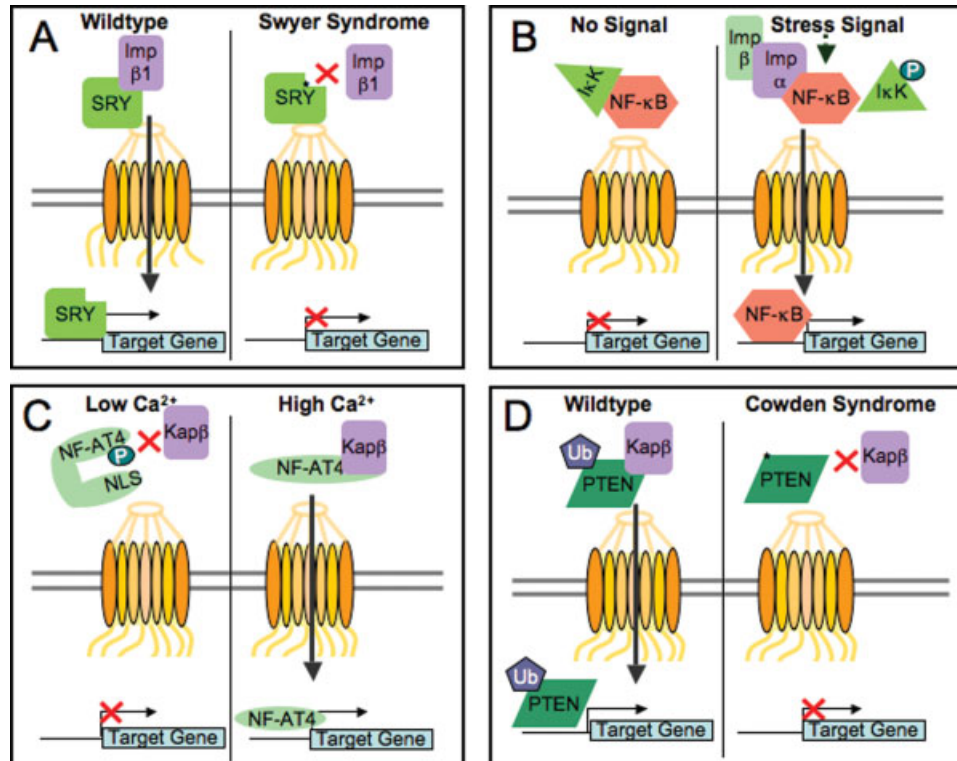 A
Wildtype
Swyer Syndrome
Imp
β1
SRY
Imp
β1
SRY*
SRY
Target Gene
Target Gene
B
No Signal
Stress Signal
IκK
NF-κB
Imp
β
Imp
α
NF-κB
P
IκK
NF-κB
Target Gene
Target Gene
C
Low Ca²⁺
High Ca²⁺
NF-AT4
P
NLS
Kapβ
Kapβ
NF-AT4
NF-AT4
Target Gene
Target Gene
D
Wildtype
Cowden Syndrome
Ub
Kapβ
PTEN
*
PTEN
Kapβ
Ub
PTEN
Target Gene
Target Gene